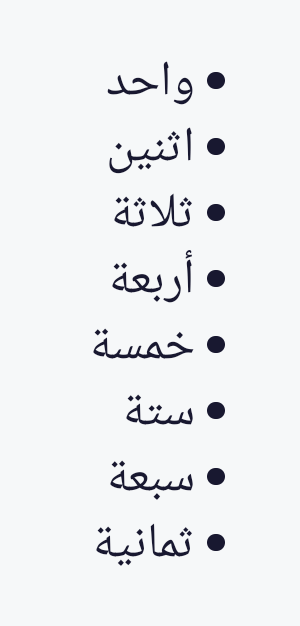 • واحد
• اثنين
• ثلاثة
• أربعة
• خمسة
• ستة
• سبعة
• ثمانية